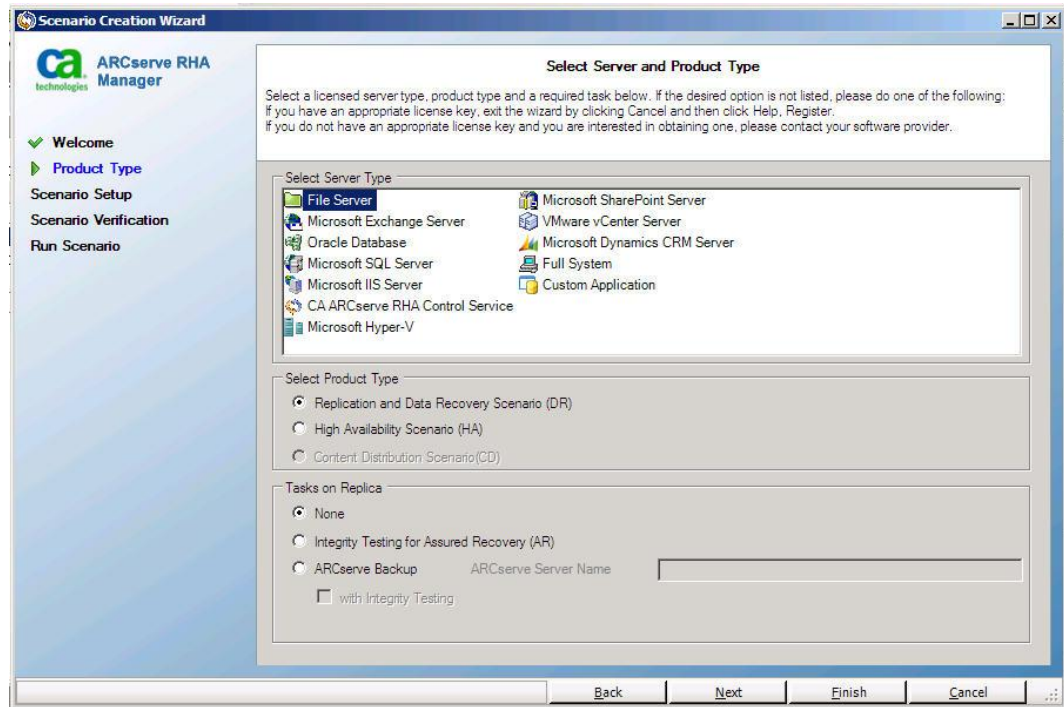 Scenario Creation Wizard
ca technologies
ARCserve RHA Manager
Welcome
Product Type
Scenario Setup
Scenario Verification
Run Scenario
Select Server and Product Type
Select a licensed server type, product type and a required task below. If the desired option is not listed, please do one of the following:
If you have an appropriate license key, exit the wizard by clicking Cancel and then click Help, Register.
If you do not have an appropriate license key and you are interested in obtaining one, please contact your software provider.
Select Server Type
File Server
Microsoft Exchange Server
Oracle Database
Microsoft SQL Server
Microsoft IIS Server
CA ARCserve RHA Control Service
Microsoft Hyper-V
Microsoft SharePoint Server
VMware vCenter Server
Microsoft Dynamics CRM Server
Full System
Custom Application
Select Product Type
Replication and Data Recovery Scenario (DR)
High Availability Scenario (HA)
Content Distribution Scenario(CD)
Tasks on Replica
None
Integrity Testing for Assured Recovery (AR)
ARCserve Backup ARCserve Server Name
with Integrity Testing
Back Next Finish Cancel